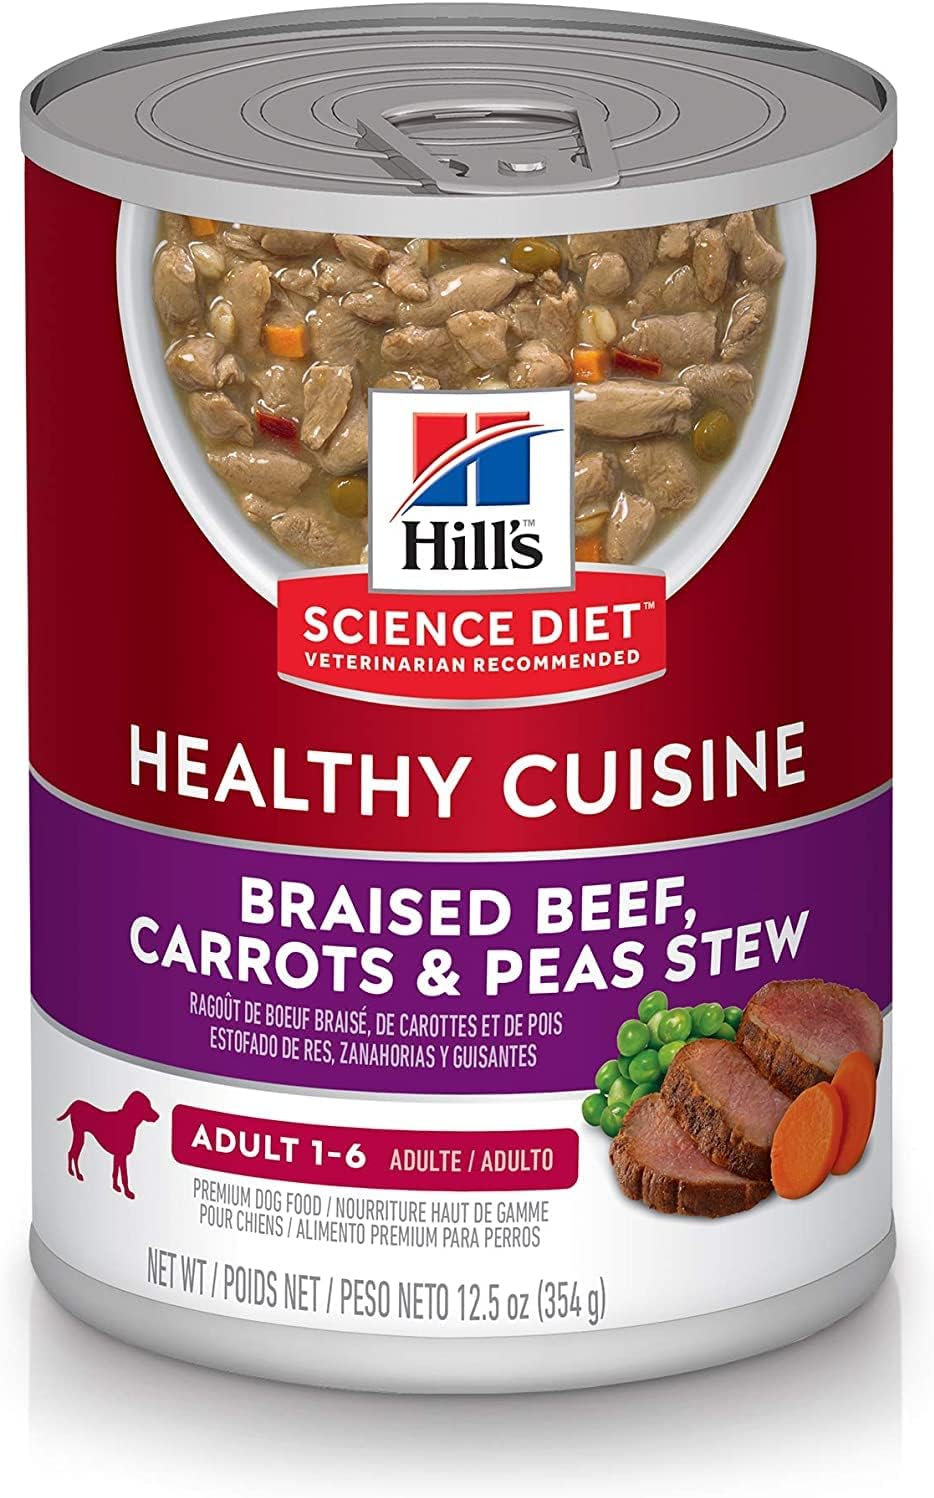 Hill's™
SCIENCE DIET™
VETERINARIAN RECOMMENDED
HEALTHY CUISINE
BRAISED BEEF,
CARROTS & PEAS STEW
RAGOÛT DE BOEUF BRAISÉ, DE CAROTTES ET DE POIS
ESTOFADO DE RES, ZANAHORIAS Y GUISANTES
ADULT 1-6 ADULTE / ADULTO
PREMIUM DOG FOOD / NOURRITURE HAUT DE GAMME
POUR CHIENS / ALIMENTO PREMIUM PARA PERROS
NET WT / POIDS NET / PESO NETO 12.5 oz (354 g)